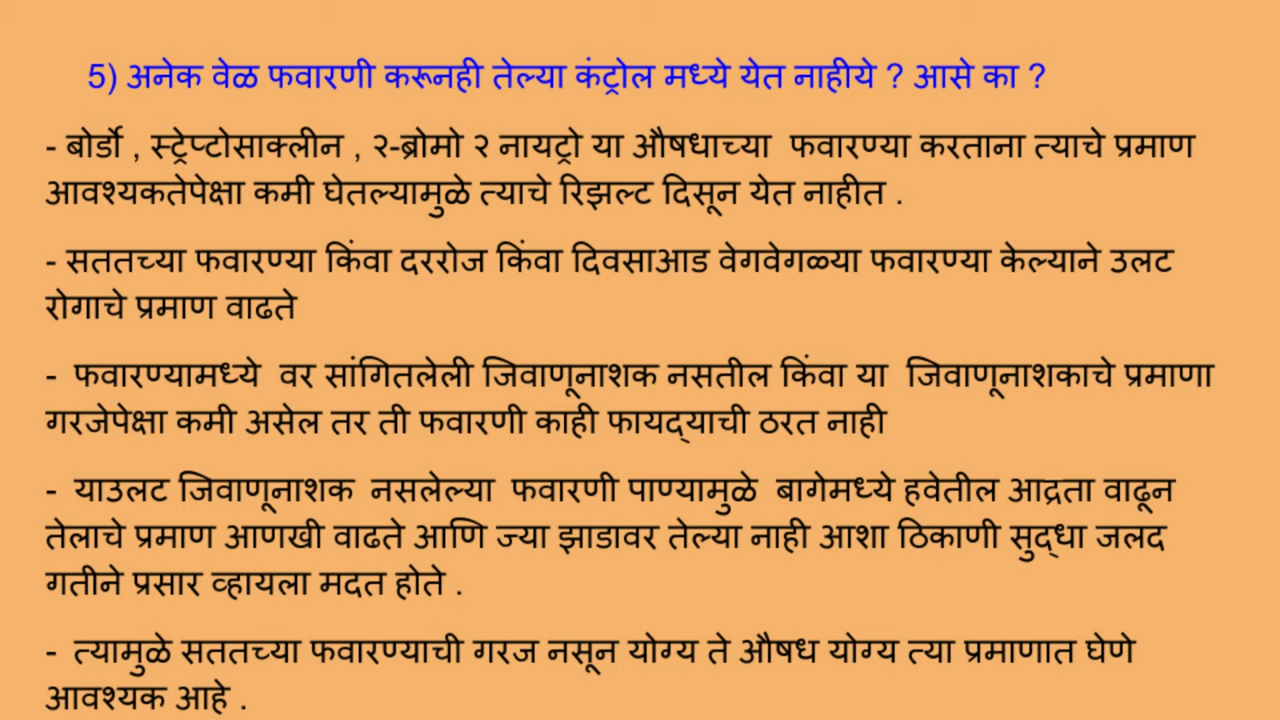 5) अनेक वेळ फवारणी करूनही तेल्या कंट्रोल मध्ये येत नाहीये ? आसे का ?
- बोर्डो , स्ट्रेप्टोसाक्लीन , २-ब्रोमो २ नायट्रो या औषधाच्या फवारण्या करताना त्याचे प्रमाण
आवश्यकतेपेक्षा कमी घेतल्यामुळे त्याचे रिझल्ट दिसून येत नाहीत .
- सततच्या फवारण्या किंवा दररोज किंवा दिवसाआड वेगवेगळ्या फवारण्या केल्याने उलट
रोगाचे प्रमाण वाढते
- फवारण्यामध्ये वर सांगितलेली जिवाणूनाशक नसतील किंवा या जिवाणूनाशकाचे प्रमाणा
गरजेपेक्षा कमी असेल तर ती फवारणी काही फायद्याची ठरत नाही
- याउलट जिवाणूनाशक नसलेल्या फवारणी पाण्यामुळे बागेमध्ये हवेतील आद्रता वाढून
तेलाचे प्रमाण आणखी वाढते आणि ज्या झाडावर तेल्या नाही आशा ठिकाणी सुद्धा जलद
गतीने प्रसार व्हायला मदत होते .
- त्यामुळे सततच्या फवारण्याची गरज नसून योग्य ते औषध योग्य त्या प्रमाणात घेणे
आवश्यक आहे .